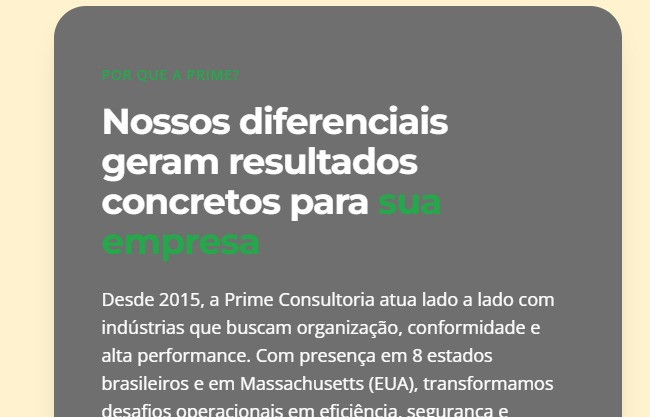 POR QUE A PRIME?
Nossos diferenciais
geram resultados
concretos para sua
empresa
Desde 2015, a Prime Consultoria atua lado a lado com
indústrias que buscam organização, conformidade e
alta performance. Com presença em 8 estados
brasileiros e em Massachusetts (EUA), transformamos
desafios operacionais em eficiência, segurança e